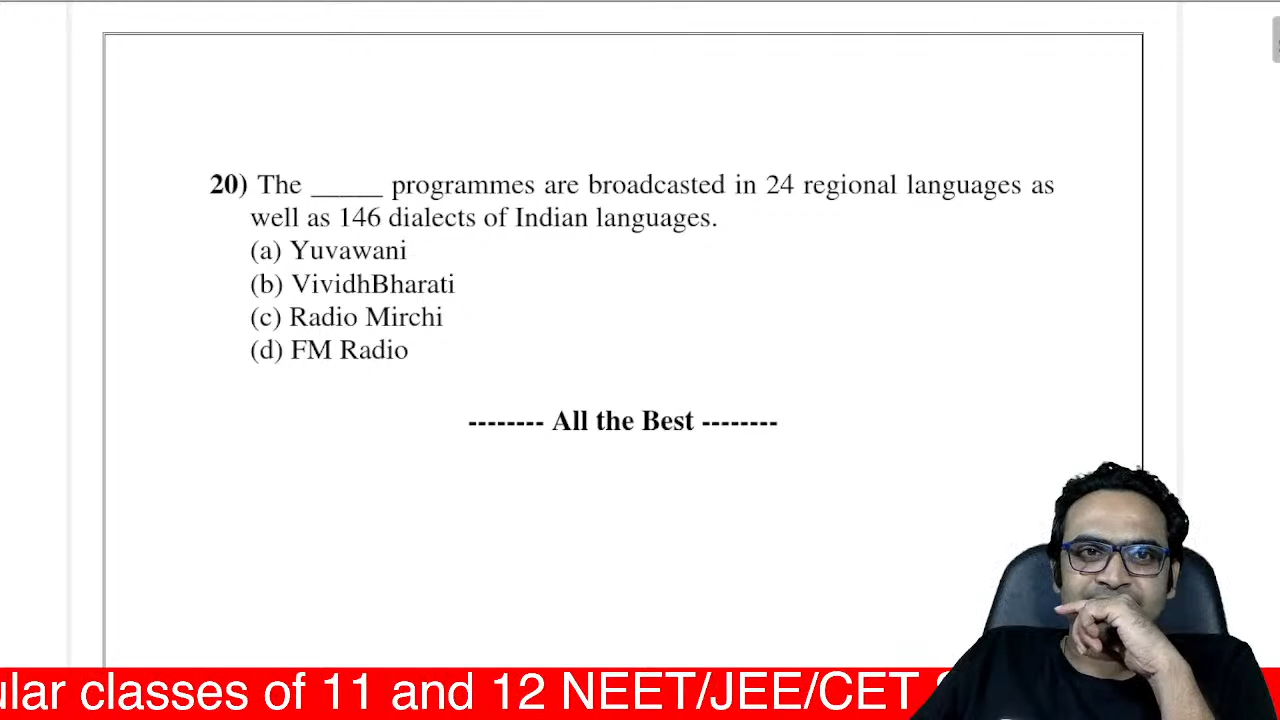 20) The _____ programmes are broadcasted in 24 regional languages as
well as 146 dialects of Indian languages.
(a) Yuvawani
(b) VividhBharati
(c) Radio Mirchi
(d) FM Radio
-------- All the Best --------
ular classes of 11 and 12 NEET/JEE/CET